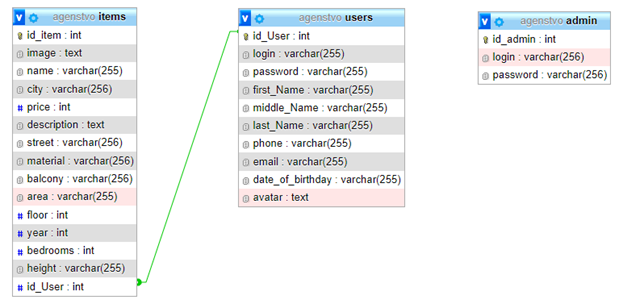 agenstvo items
id_item : int
image : text
name : varchar(255)
city : varchar(256)
price : int
description : text
street : varchar(256)
material : varchar(256)
balcony : varchar(256)
area : varchar(255)
floor : int
year : int
bedrooms : int
height : varchar(255)
id_User : int
agenstvo users
id_User : int
login : varchar(255)
password : varchar(255)
first_Name : varchar(255)
middle_Name : varchar(255)
last_Name : varchar(255)
phone : varchar(255)
email : varchar(255)
date_of_birthday : varchar(255)
avatar : text
agenstvo admin
id_admin : int
login : varchar(256)
password : varchar(256)